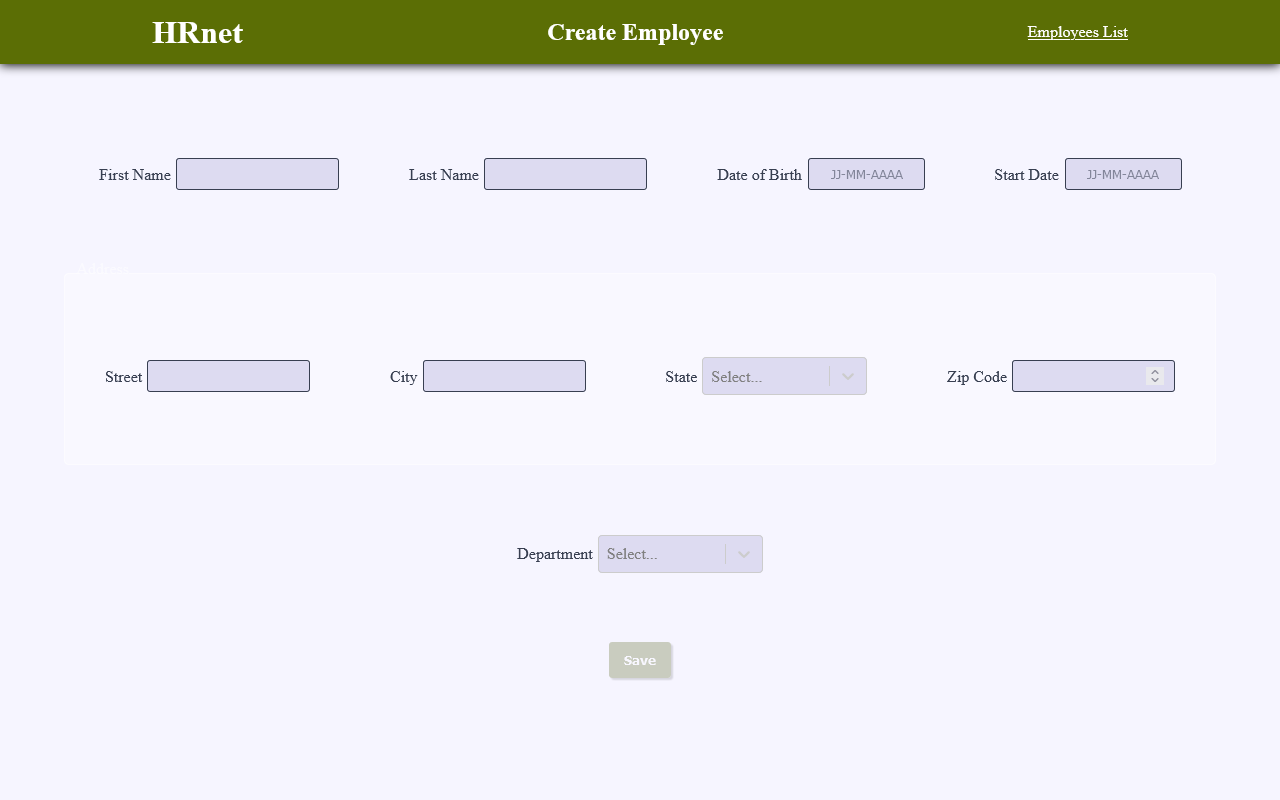 HRnet
Create Employee
Employees List
First Name
Last Name
Date of Birth JJ-MM-AAAA
Start Date JJ-MM-AAAA
Address
Street
City
State Select...
Zip Code
Department Select...
Save